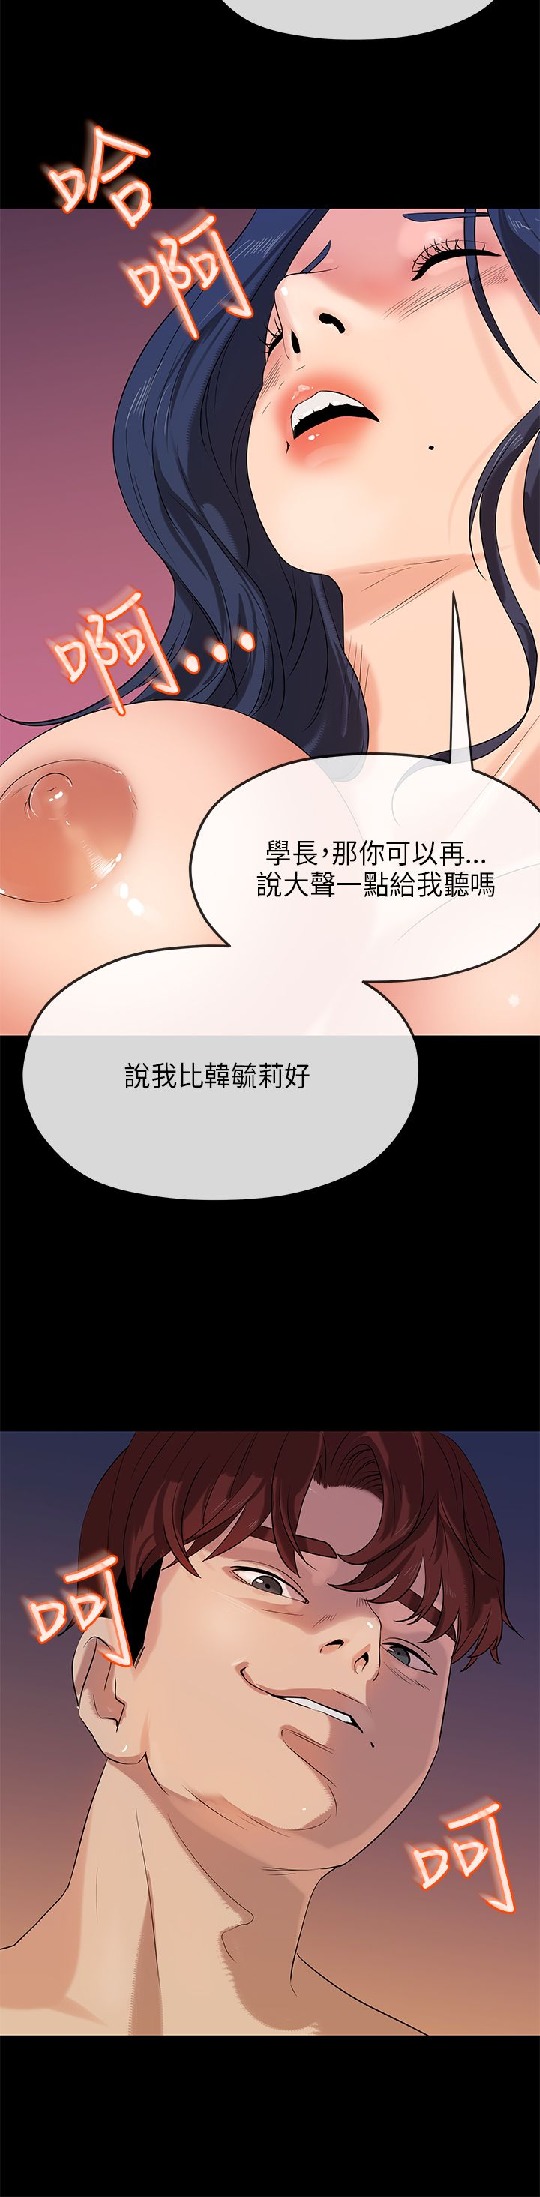 哈
啊
啊...
學長,那你可以再...
說大聲一點給我聽嗎
說我比韓毓莉好
呵
呵